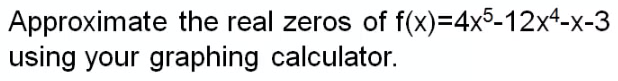 Approximate the real zeros of f(x)=4x⁵-12x⁴-x-3
using your graphing calculator.